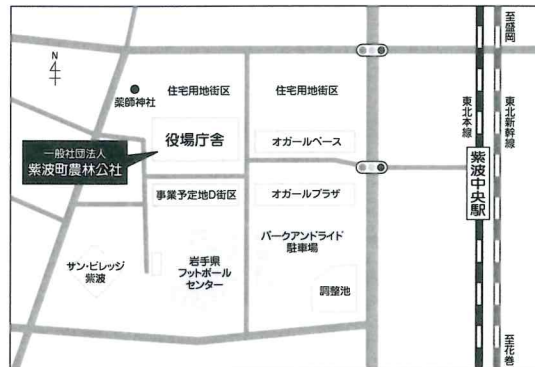 N
薬師神社
住宅用地街区
住宅用地街区
至盛岡
東北本線
東北新幹線
一般社団法人
紫波町農林公社
役場庁舎
オガールベース
紫波中央駅
事業予定地D街区
オガールプラザ
サン・ビレッジ
紫波
岩手県
フットボール
センター
パークアンドライド
駐車場
調整池
至花巻